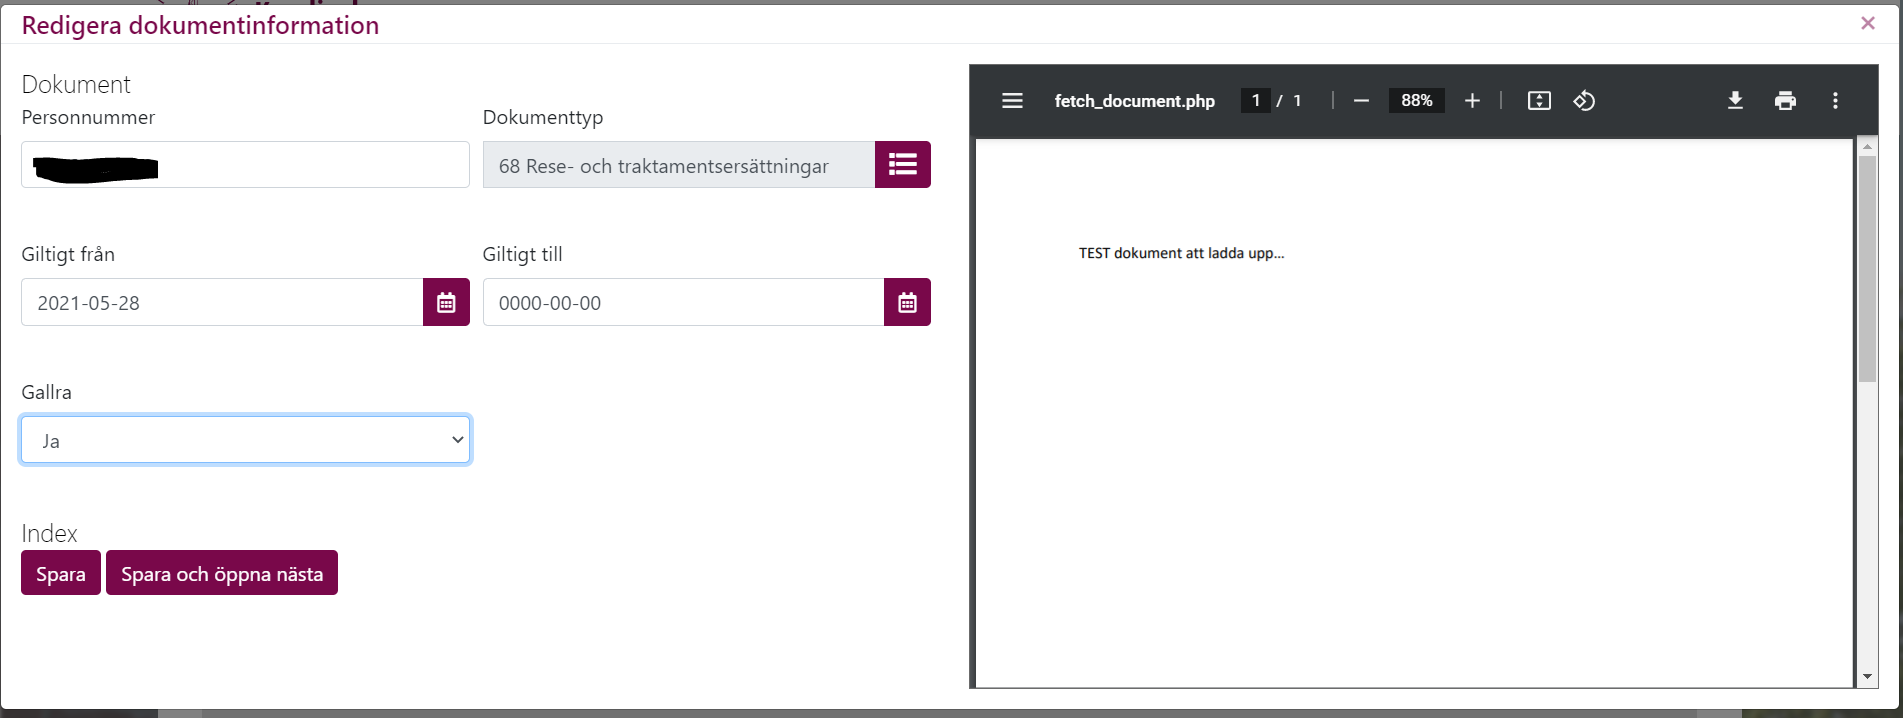 Redigera dokumentinformation
Dokument
Personnummer
Dokumenttyp
68 Rese- och traktamentsersättningar
Giltigt från
Giltigt till
2021-05-28
0000-00-00
Gallra
Ja
Index
Spara
Spara och öppna nästa
fetch_document.php
1 / 1
88%
TEST dokument att ladda upp...